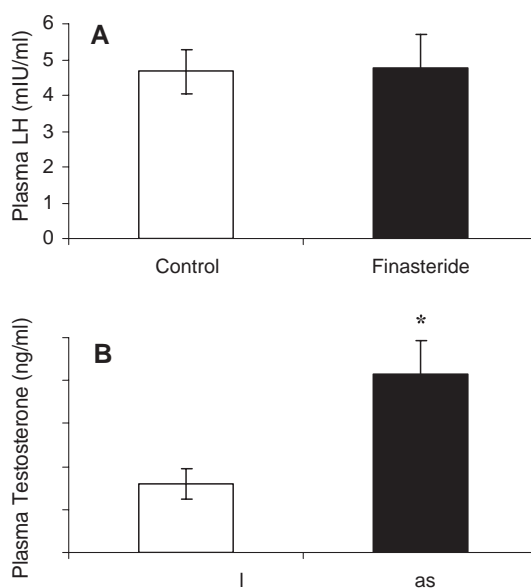 A
Plasma LH (mIU/ml)
6
5
4
3
2
1
0
Control
Finasteride
B
*
Plasma Testosterone (ng/ml)
l
as